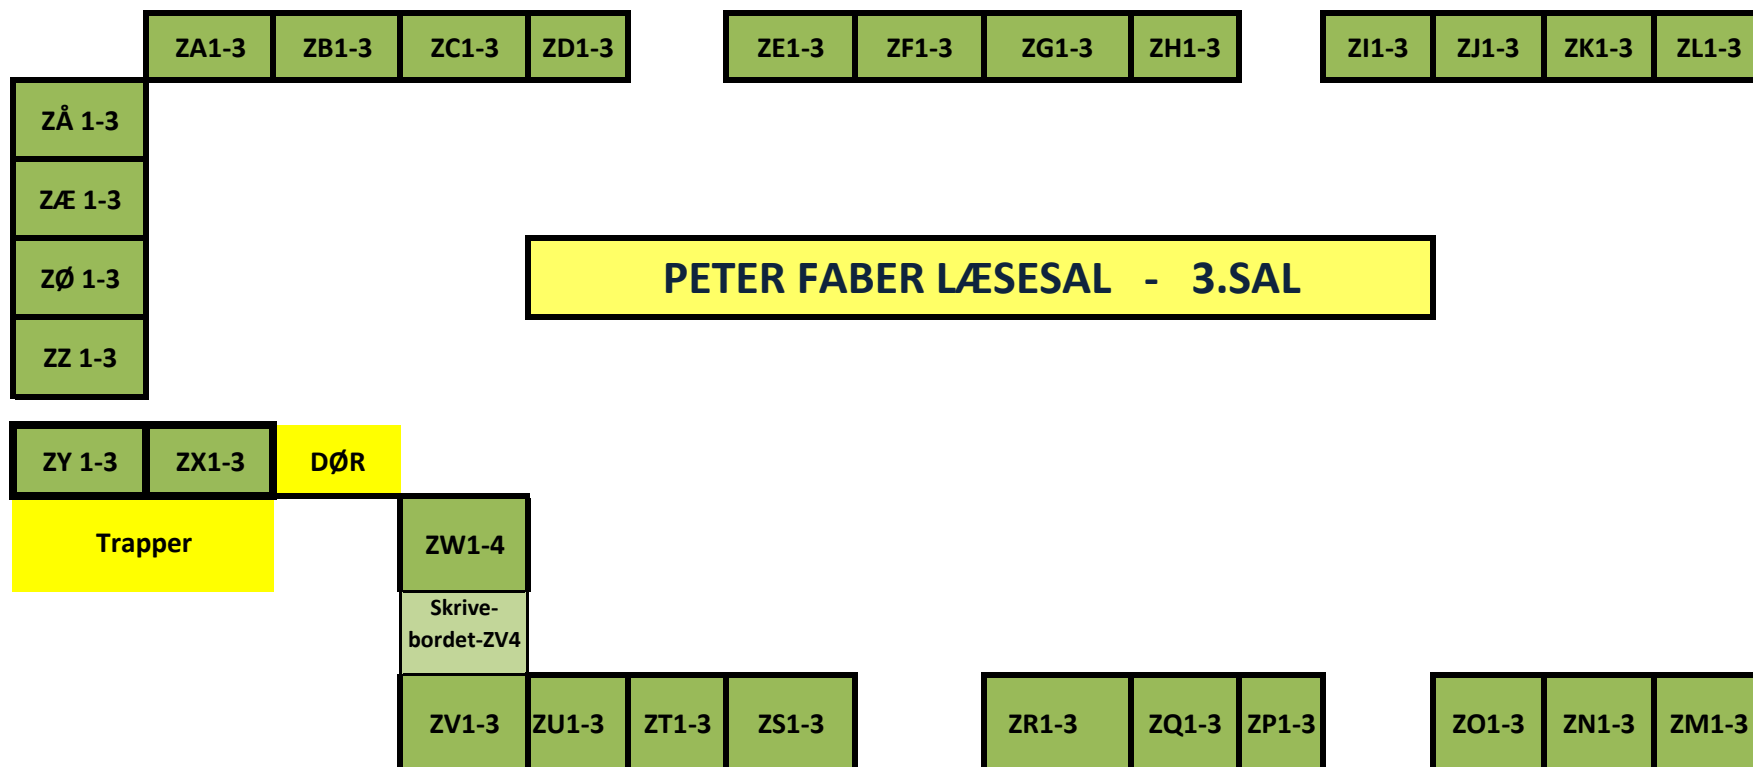 ZA1-3 ZB1-3 ZC1-3 ZD1-3 ZE1-3 ZF1-3 ZG1-3 ZH1-3 ZI1-3 ZJ1-3 ZK1-3 ZL1-3
ZÅ 1-3
ZÆ 1-3
ZØ 1-3
PETER FABER LÆSESAL - 3.SAL
ZZ 1-3
ZY 1-3 ZX1-3 DØR
Trapper
ZW1-4
Skrive-
bordet-ZV4
ZV1-3 ZU1-3 ZT1-3 ZS1-3 ZR1-3 ZQ1-3 ZP1-3 ZO1-3 ZN1-3 ZM1-3